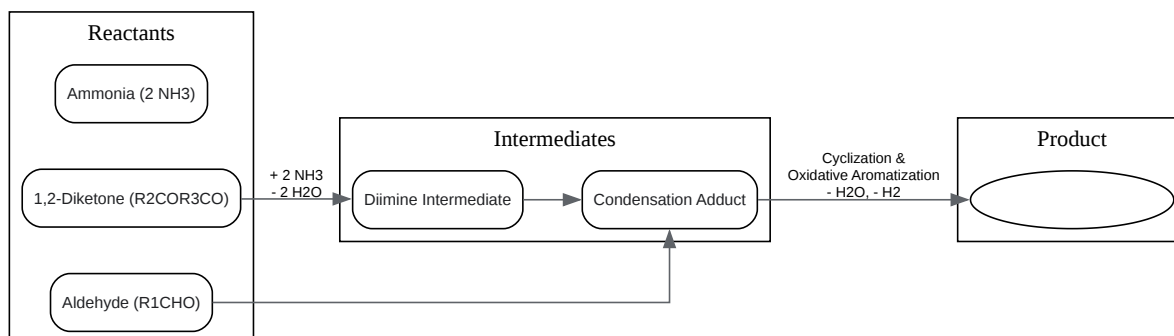 Reactants
Ammonia (2 NH3)
1,2-Diketone (R2COR3CO)
Aldehyde (R1CHO)
+ 2 NH3
- 2 H2O
Intermediates
Diimine Intermediate
Condensation Adduct
Cyclization &
Oxidative Aromatization
- H2O, - H2
Product